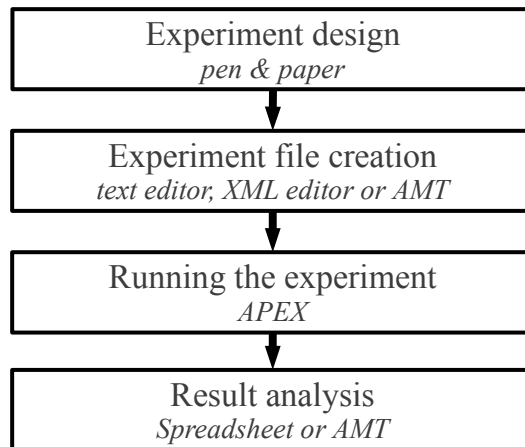 Experiment design
pen & paper
Experiment file creation
text editor, XML editor or AMT
Running the experiment
APEX
Result analysis
Spreadsheet or AMT